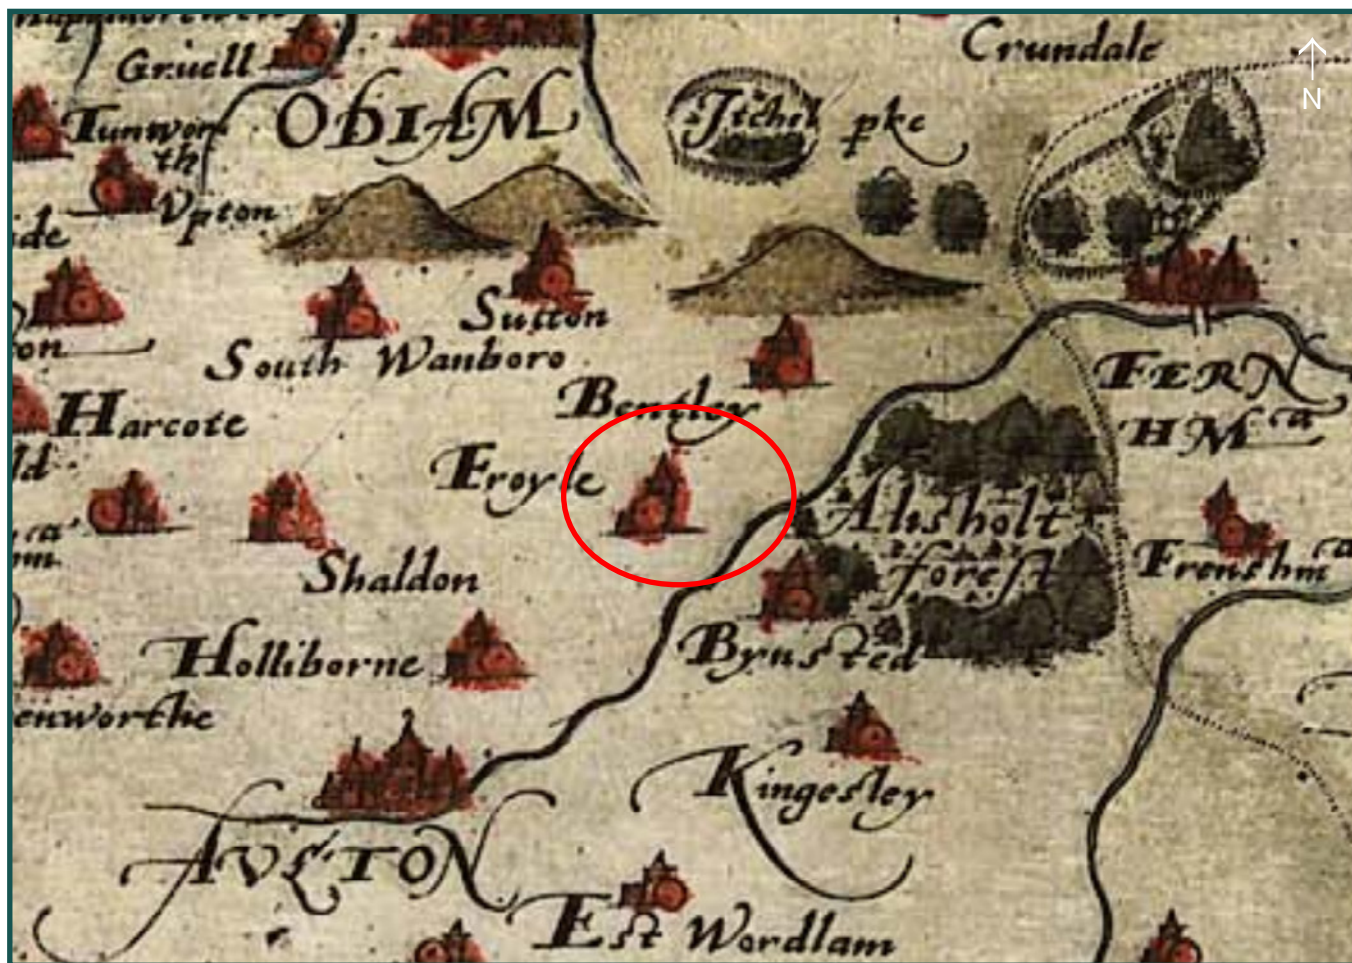 Gruell
Crundale
N
Tunwor
th
ODIAM
Itchel pke
Vpton
Sutton
South Wanboro
Bentley
FERN
HM a
Harcote
Froyle
Alisholt
forest
Frenshm a
Shaldon
Holliborne
Bynsted
enworthe
Kingesley
AVLTON
Est Wordlam